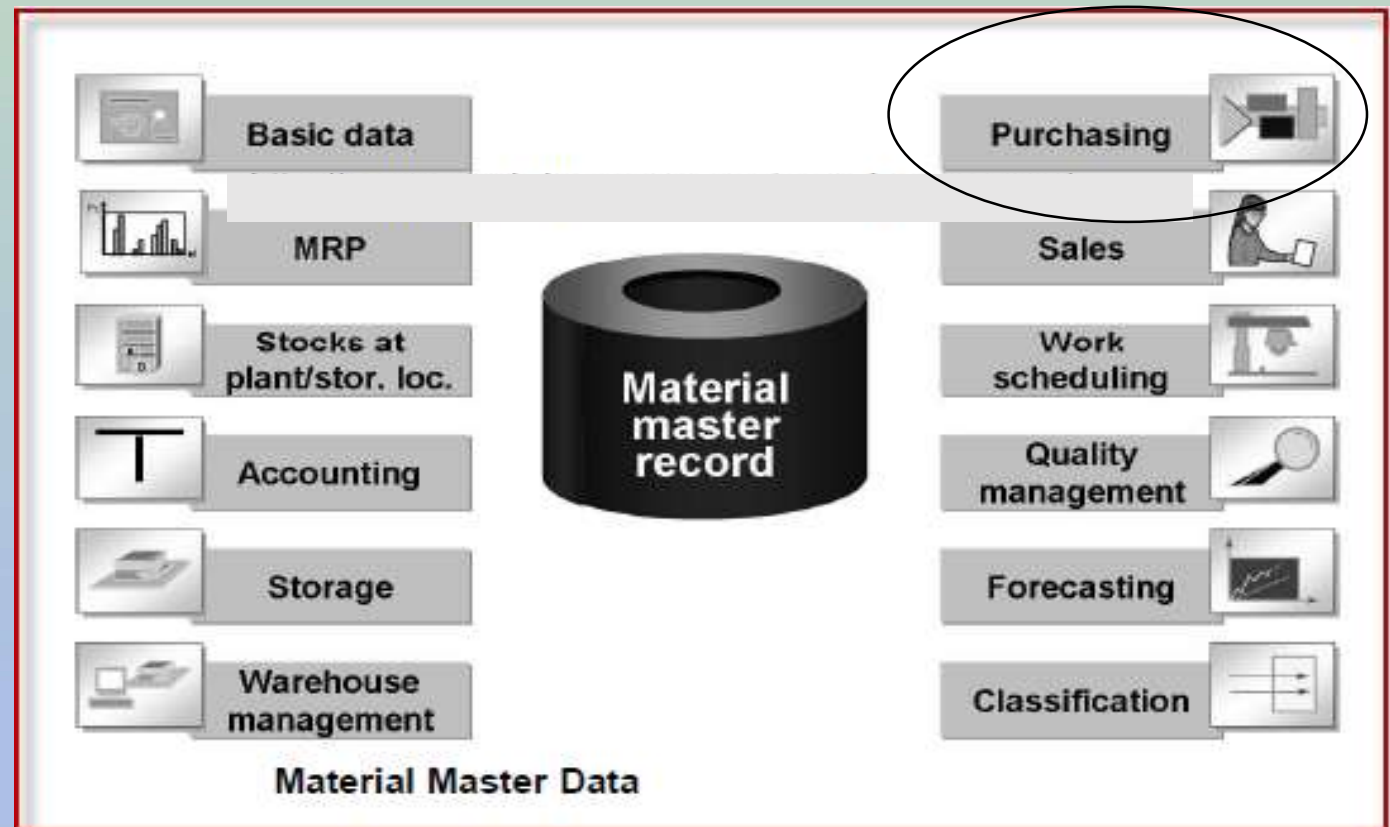 Basic data
MRP
Stocks at
plant/stor. loc.
Accounting
Storage
Warehouse
management
Material
master
record
Purchasing
Sales
Work
scheduling
Quality
management
Forecasting
Classification
Material Master Data